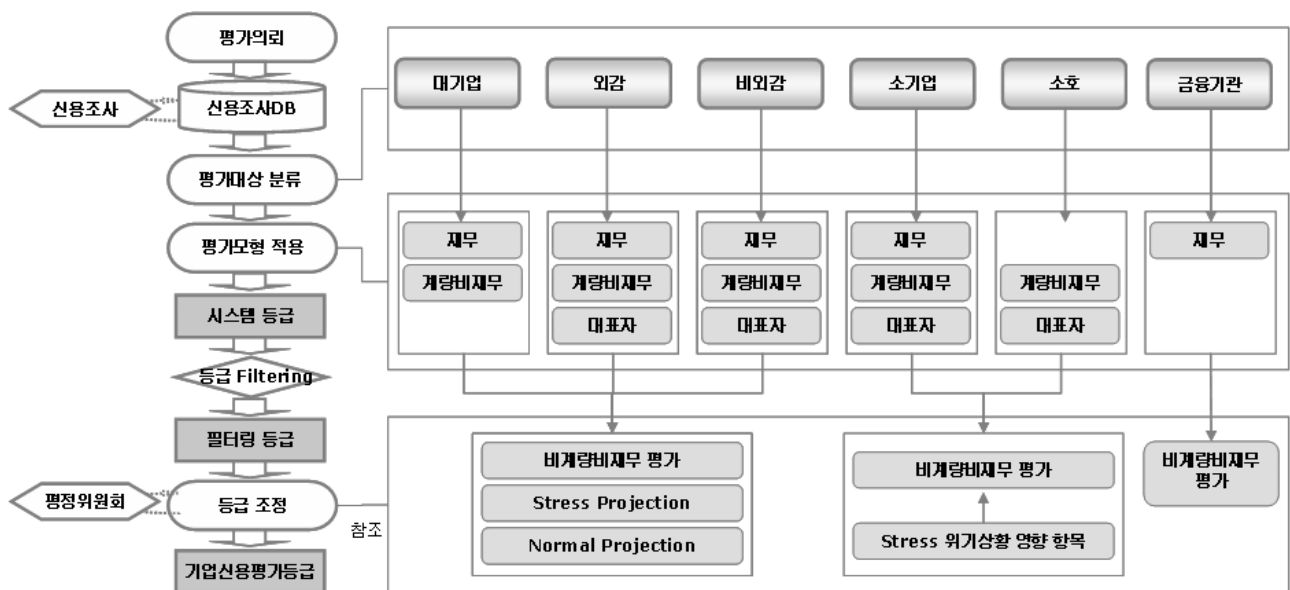 평가의뢰
신용조사
신용조사DB
평가대상 분류
평가모형 적용
시스템 등급
등급 Filtering
필터링 등급
평정위원회
등급 조정
참조
기업신용평가등급
대기업
외감
비외감
소기업
소호
금융기관
재무
계량비재무
재무
계량비재무
대표자
재무
계량비재무
대표자
재무
계량비재무
대표자
계량비재무
대표자
재무
비계량비재무 평가
Stress Projection
Normal Projection
비계량비재무 평가
Stress 위기상황 영향 항목
비계량비재무
평가